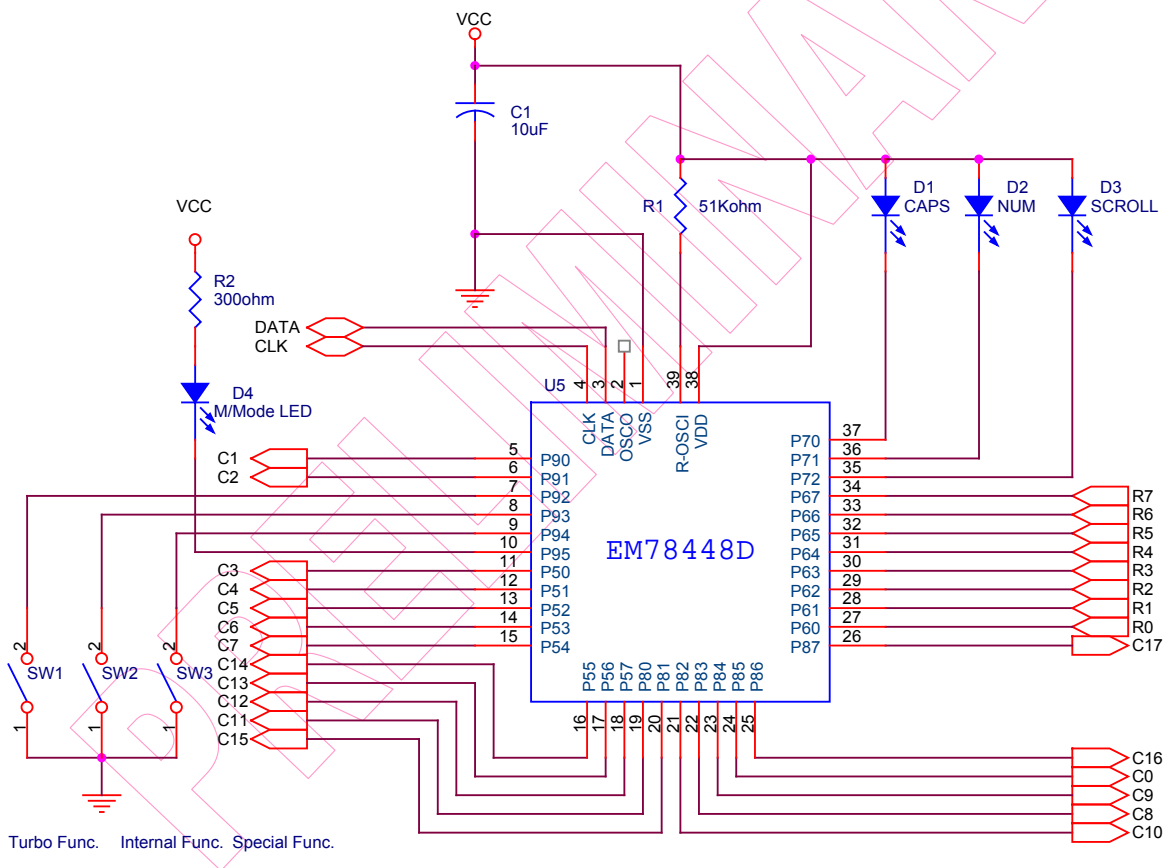 VCC
C1
10uF
VCC
R1
51Kohm
D1
CAPS
D2
NUM
D3
SCROLL
R2
300ohm
DATA
CLK
D4
M/Mode LED
U5
4
3
2
1
39
38
CLK
DATA
OSCO
VSS
R-OSCI
VDD
C1
5
P90
C2
6
P91
7
P92
8
P93
9
P94
10
P95
C3
11
P50
C4
12
P51
C5
13
P52
C6
14
P53
C7
15
P54
C14
C13
C12
C11
C15
EM78448D
P70
37
P71
36
P72
35
P67
34
R7
P66
33
R6
P65
32
R5
P64
31
R4
P63
30
R3
P62
29
R2
P61
28
R1
P60
27
R0
P87
26
C17
P55
P56
P57
P80
P81
P82
P83
P84
P85
P86
16
17
18
19
20
21
22
23
24
25
C16
C0
C9
C8
C10
2
SW1
1
2
SW2
1
2
SW3
1
Turbo Func.
Internal Func.
Special Func.